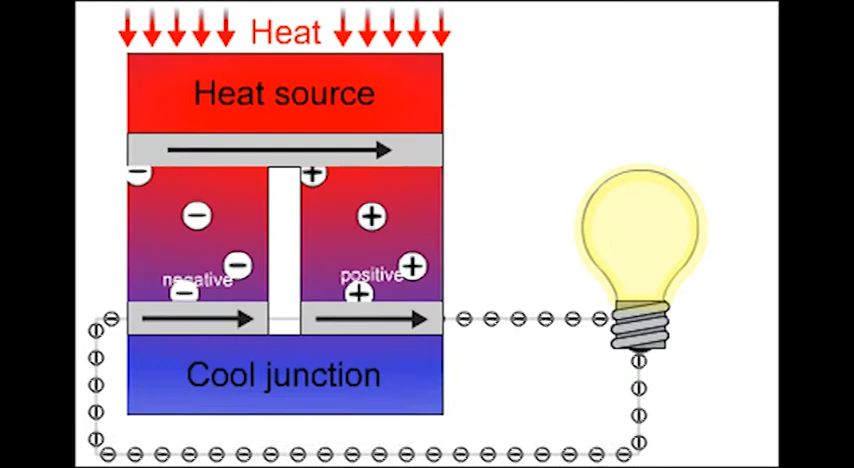 Heat
Heat source
negative
positive
Cool junction